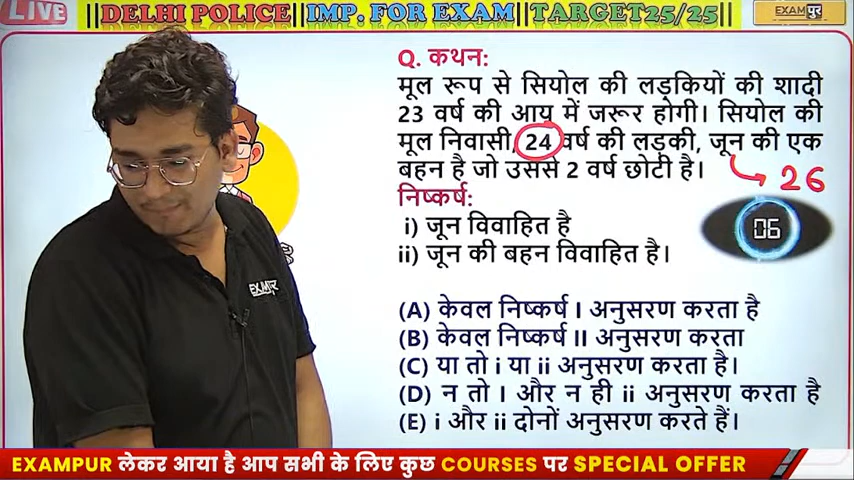 LIVE ||DELHI POLICE||IMP. FOR EXAM||TARGET25/25|| EXAMপুर
Q. कथन:
मूल रूप से सियोल की लड़कियों की शादी
23 वर्ष की आयु में जरूर होगी। सियोल की
मूल निवासी, 24 वर्ष की लड़की, जून की एक
बहन है जो उससे 2 वर्ष छोटी है।
26
निष्कर्ष:
06
i) जून विवाहित है
ii) जून की बहन विवाहित है।
EXAMपुर
(A) केवल निष्कर्ष I अनुसरण करता है
(B) केवल निष्कर्ष II अनुसरण करता
(C) या तो i या ii अनुसरण करता है।
(D) न तो I और न ही ii अनुसरण करता है
(E) i और ii दोनों अनुसरण करते हैं।
EXAMPUR लेकर आया है आप सभी के लिए कुछ COURSES पर SPECIAL OFFER